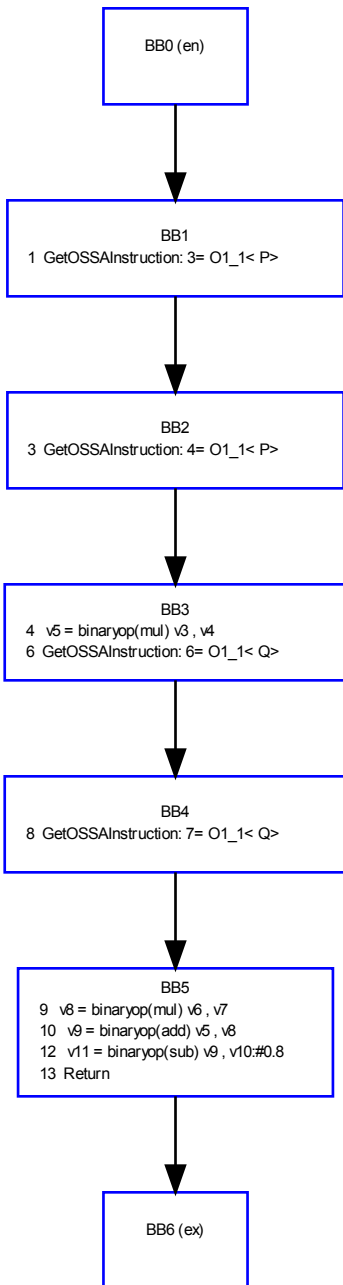 BB0 (en)
BB1
1 GetOSSAInstruction: 3= O1_1< P>
BB2
3 GetOSSAInstruction: 4= O1_1< P>
BB3
4 v5 = binaryop(mul) v3 , v4
6 GetOSSAInstruction: 6= O1_1< Q>
BB4
8 GetOSSAInstruction: 7= O1_1< Q>
BB5
9 v8 = binaryop(mul) v6 , v7
10 v9 = binaryop(add) v5 , v8
12 v11 = binaryop(sub) v9 , v10:#0.8
13 Return
BB6 (ex)